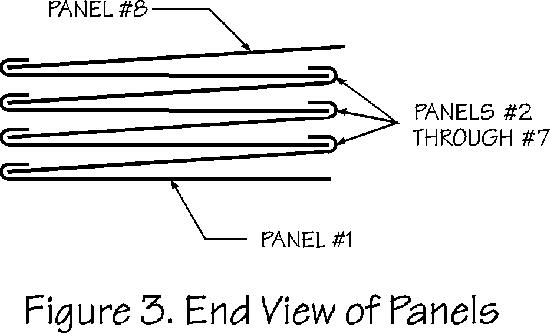 PANEL #8
PANELS #2
THROUGH #7
PANEL #1
Figure 3. End View of Panels